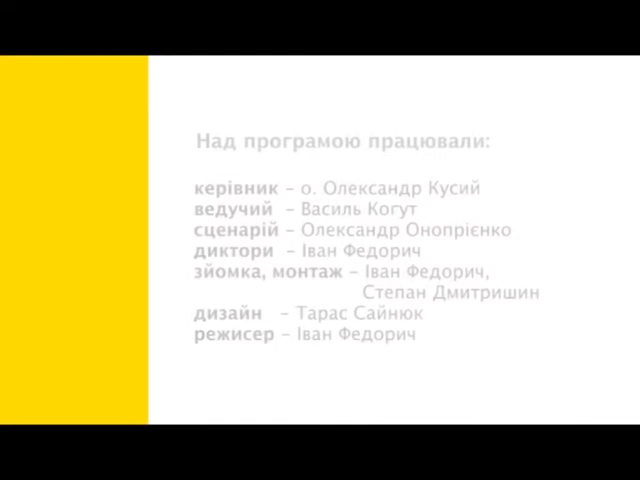 Над програмою працювали:
керівник – о. Олександр Кусий
ведучий – Василь Когут
сценарій – Олександр Онопрієнко
диктори – Іван Федорич
зйомка, монтаж – Іван Федорич,
Степан Дмитришин
дизайн – Тарас Сайнюк
режисер – Іван Федорич